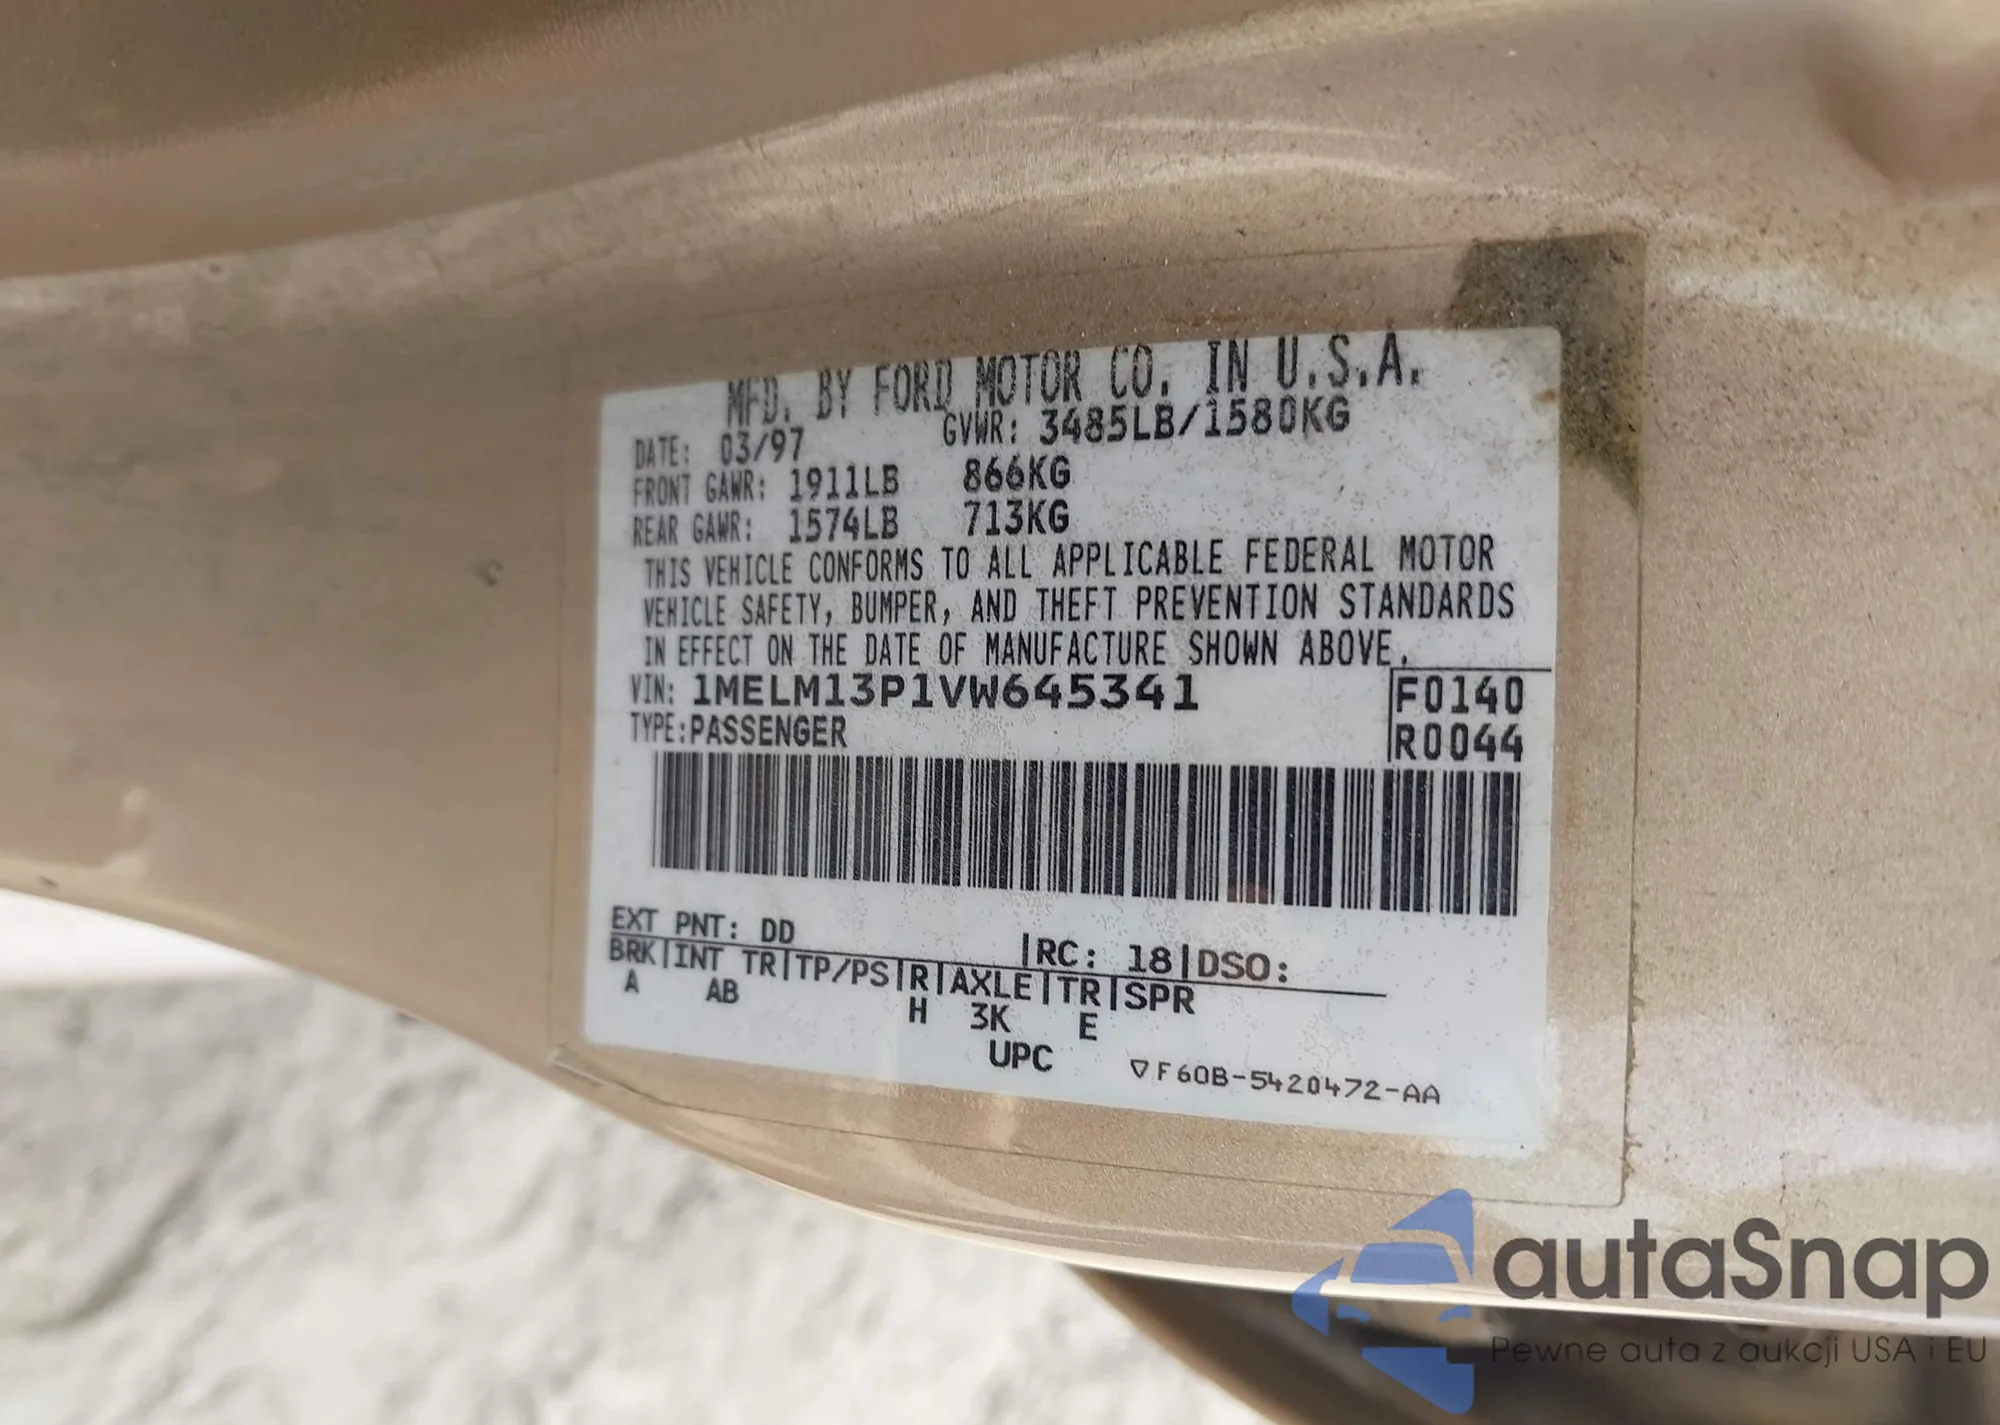 MFD. BY FORD MOTOR CO. IN U.S.A.
DATE: 03/97 GVWR: 3485LB/1580KG
FRONT GAWR: 1911LB 866KG
REAR GAWR: 1574LB 713KG
THIS VEHICLE CONFORMS TO ALL APPLICABLE FEDERAL MOTOR
VEHICLE SAFETY, BUMPER, AND THEFT PREVENTION STANDARDS
IN EFFECT ON THE DATE OF MANUFACTURE SHOWN ABOVE.
VIN: 1MELM13P1VW645341 F0140
TYPE:PASSENGER R0044
EXT PNT: DD |RC: 18|DSO:
BRK|INT TR|TP/PS|R|AXLE|TR|SPR
A AB H 3K E
UPC ▽F60B-5420472-AA
autaSnap
Pewne auta z aukcji USA i EU